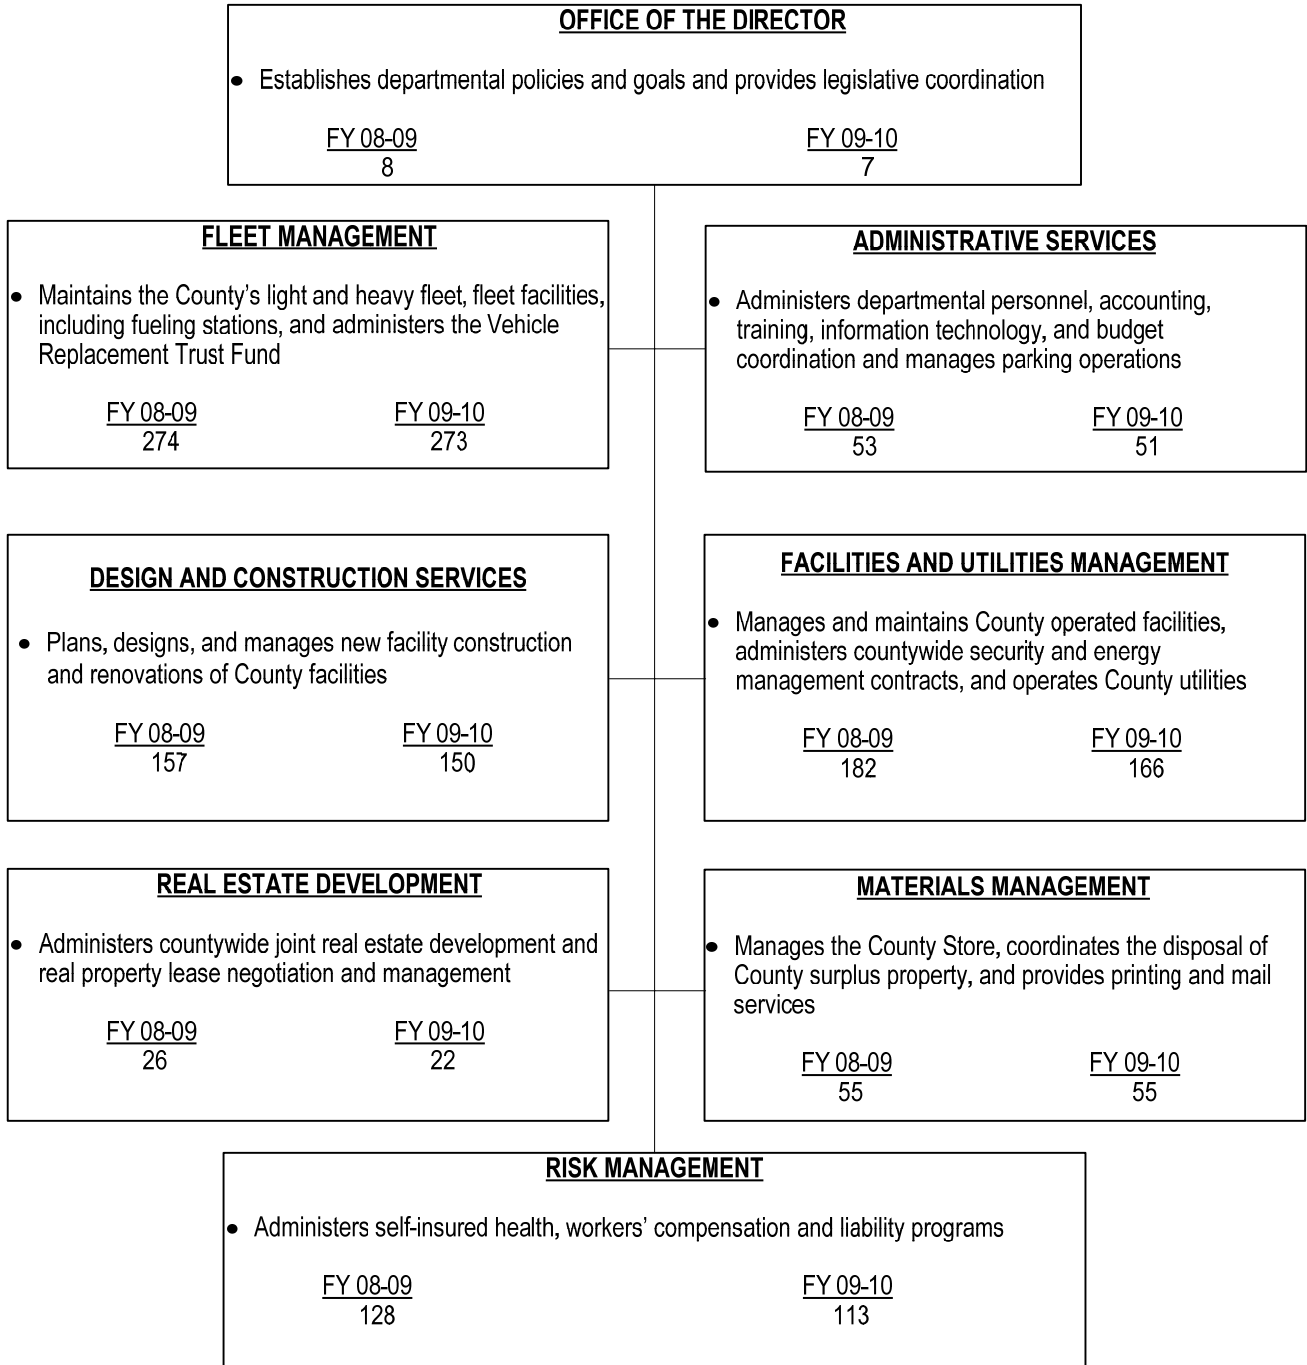 OFFICE OF THE DIRECTOR
• Establishes departmental policies and goals and provides legislative coordination
FY 08-09 FY 09-10
8 7
FLEET MANAGEMENT
• Maintains the County's light and heavy fleet, fleet facilities,
including fueling stations, and administers the Vehicle
Replacement Trust Fund
FY 08-09 FY 09-10
274 273
ADMINISTRATIVE SERVICES
• Administers departmental personnel, accounting,
training, information technology, and budget
coordination and manages parking operations
FY 08-09 FY 09-10
53 51
DESIGN AND CONSTRUCTION SERVICES
• Plans, designs, and manages new facility construction
and renovations of County facilities
FY 08-09 FY 09-10
157 150
FACILITIES AND UTILITIES MANAGEMENT
• Manages and maintains County operated facilities,
administers countywide security and energy
management contracts, and operates County utilities
FY 08-09 FY 09-10
182 166
REAL ESTATE DEVELOPMENT
• Administers countywide joint real estate development and
real property lease negotiation and management
FY 08-09 FY 09-10
26 22
MATERIALS MANAGEMENT
• Manages the County Store, coordinates the disposal of
County surplus property, and provides printing and mail
services
FY 08-09 FY 09-10
55 55
RISK MANAGEMENT
• Administers self-insured health, workers' compensation and liability programs
FY 08-09 FY 09-10
128 113